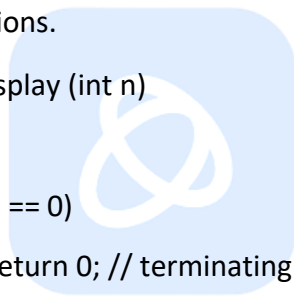 ions.
splay (int n)
== 0)
eturn 0; // terminating